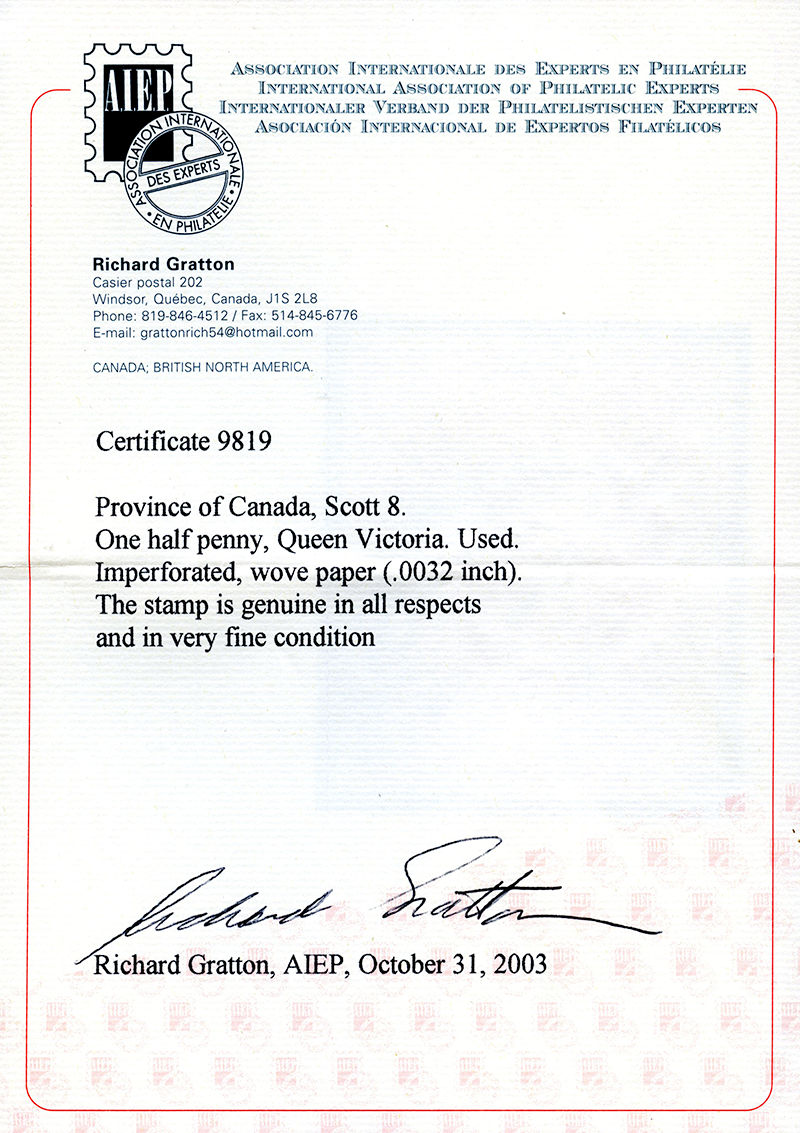 AIEP
ASSOCIATION INTERNATIONALE
DES EXPERTS
EN PHILATELIE
ASSOCIATION INTERNATIONALE DES EXPERTS EN PHILATÉLIE
INTERNATIONAL ASSOCIATION OF PHILATELIC EXPERTS
INTERNATIONALER VERBAND DER PHILATELISTISCHEN EXPERTEN
ASOCIACIÓN INTERNACIONAL DE EXPERTOS FILATÉLICOS
Richard Gratton
Casier postal 202
Windsor, Québec, Canada, J1S 2L8
Phone: 819-846-4512 / Fax: 514-845-6776
E-mail: grattonrich54@hotmail.com
CANADA; BRITISH NORTH AMERICA.
Certificate 9819
Province of Canada, Scott 8.
One half penny, Queen Victoria. Used.
Imperforated, wove paper (.0032 inch).
The stamp is genuine in all respects
and in very fine condition
Richard Gratton
Richard Gratton, AIEP, October 31, 2003